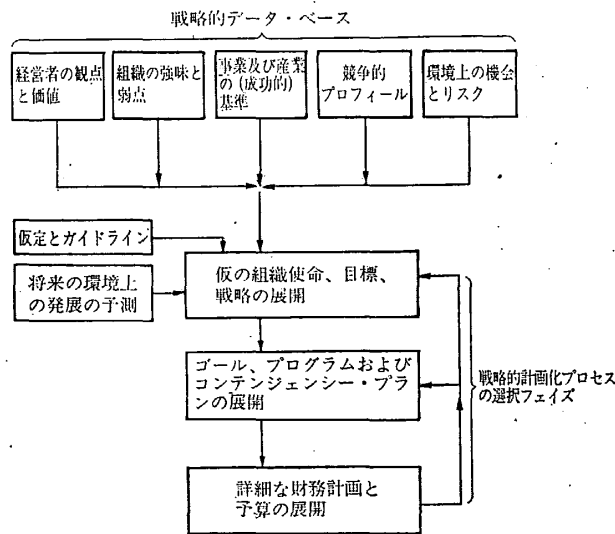 戦略的データ・ベース
経営者の観点
と価値
組織の強味と
弱点
事業及び産業
の(成功的)
基準
競争的
プロフィール
環境上の機会
とリスク
仮定とガイドライン
将来の環境上
の発展の予測
仮の組織使命、目標、
戦略の展開
ゴール、プログラムおよび
コンテンジェンシー・プラ
ンの展開
詳細な財務計画と
予算の展開
戦略的計画化プロセス
の選択フェイズ